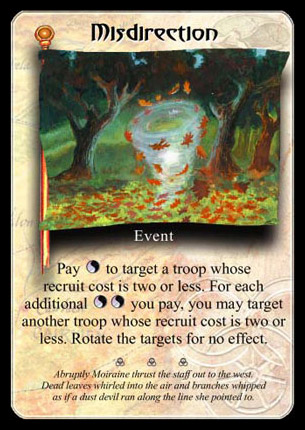 Misdirection
Event
Pay to target a troop whose
recruit cost is two or less. For each
additional you pay, you may target
another troop whose recruit cost is two or
less. Rotate the targets for no effect.
Abruptly Moiraine thrust the staff out to the west.
Dead leaves whirled into the air and branches whipped
as if a dust devil ran along the line she pointed to.